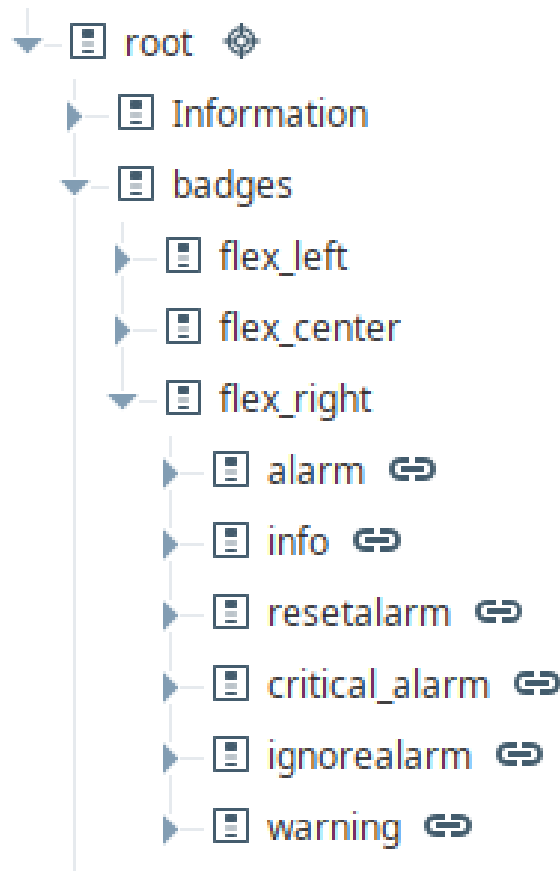 root
Information
badges
flex_left
flex_center
flex_right
alarm
info
resetalarm
critical_alarm
ignorealarm
warning